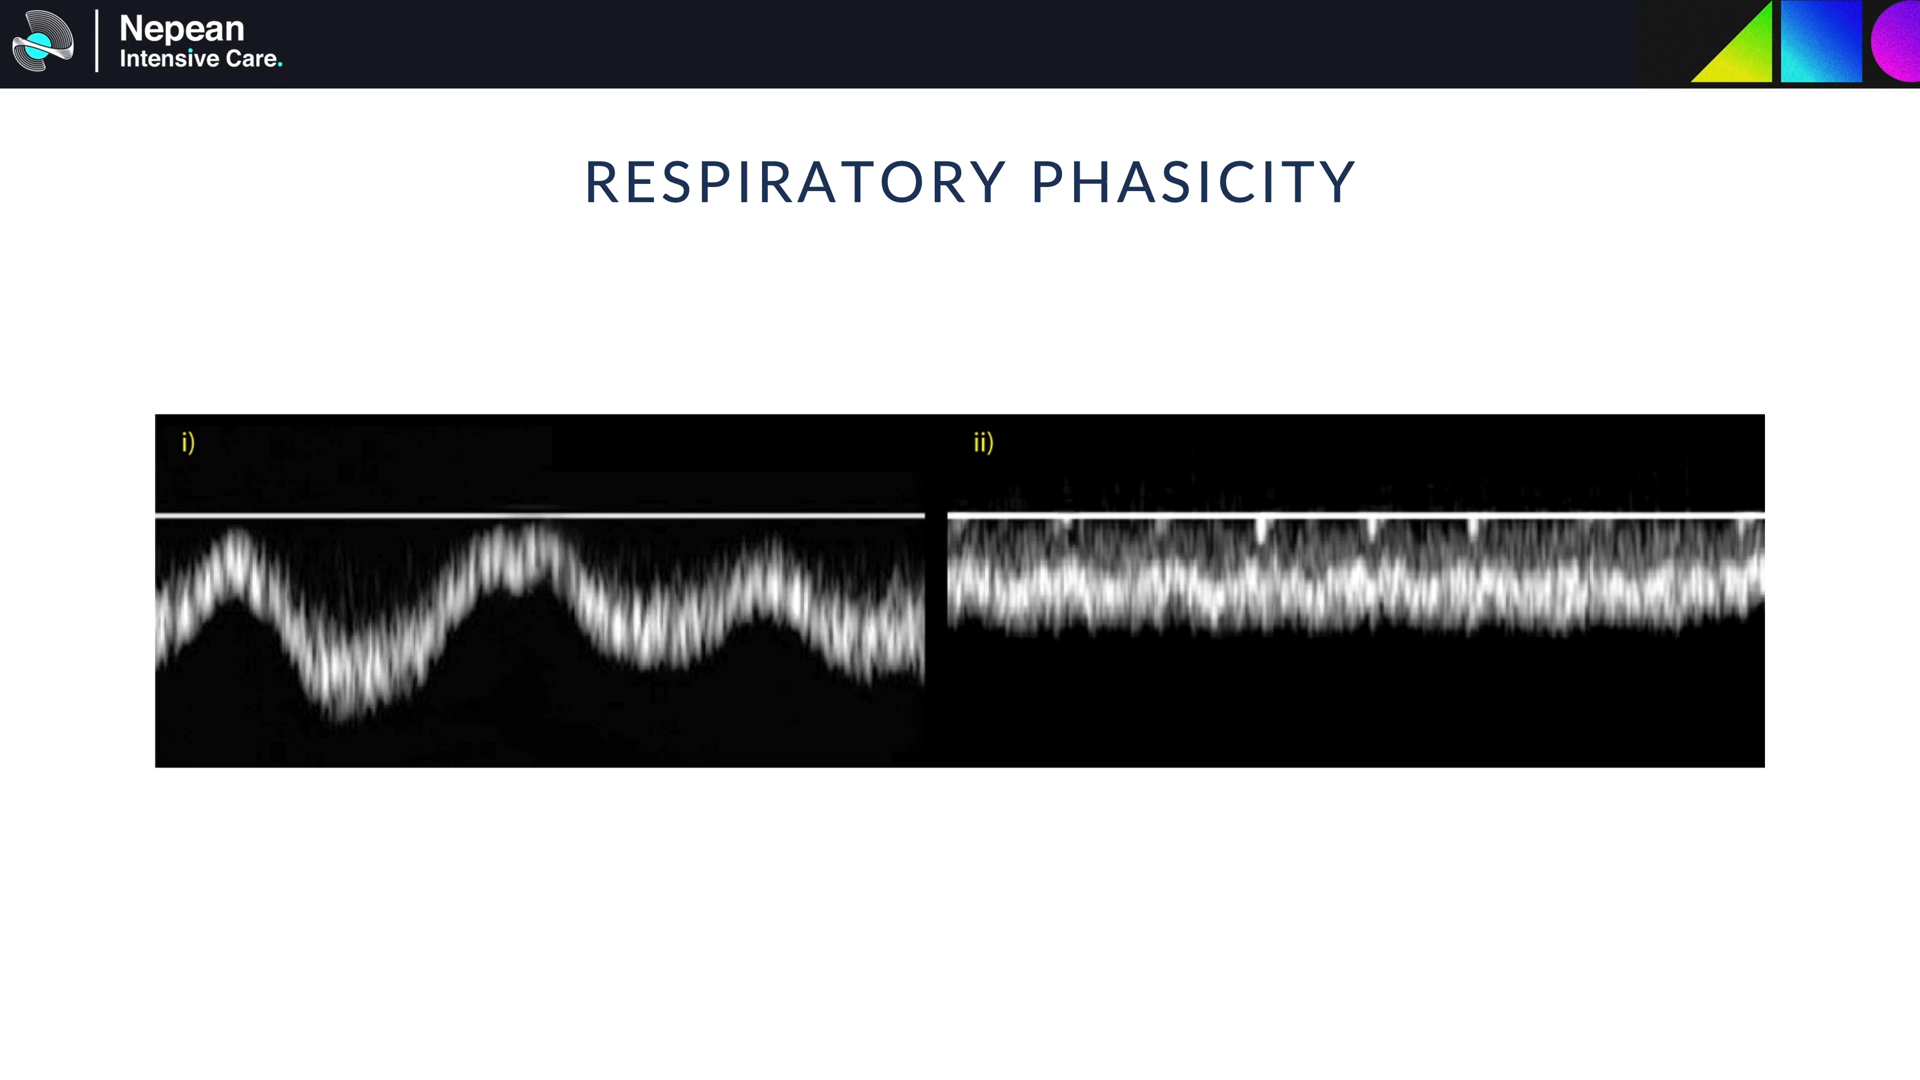 Nepean
Intensive Care.
RESPIRATORY PHASICITY
i)
ii)